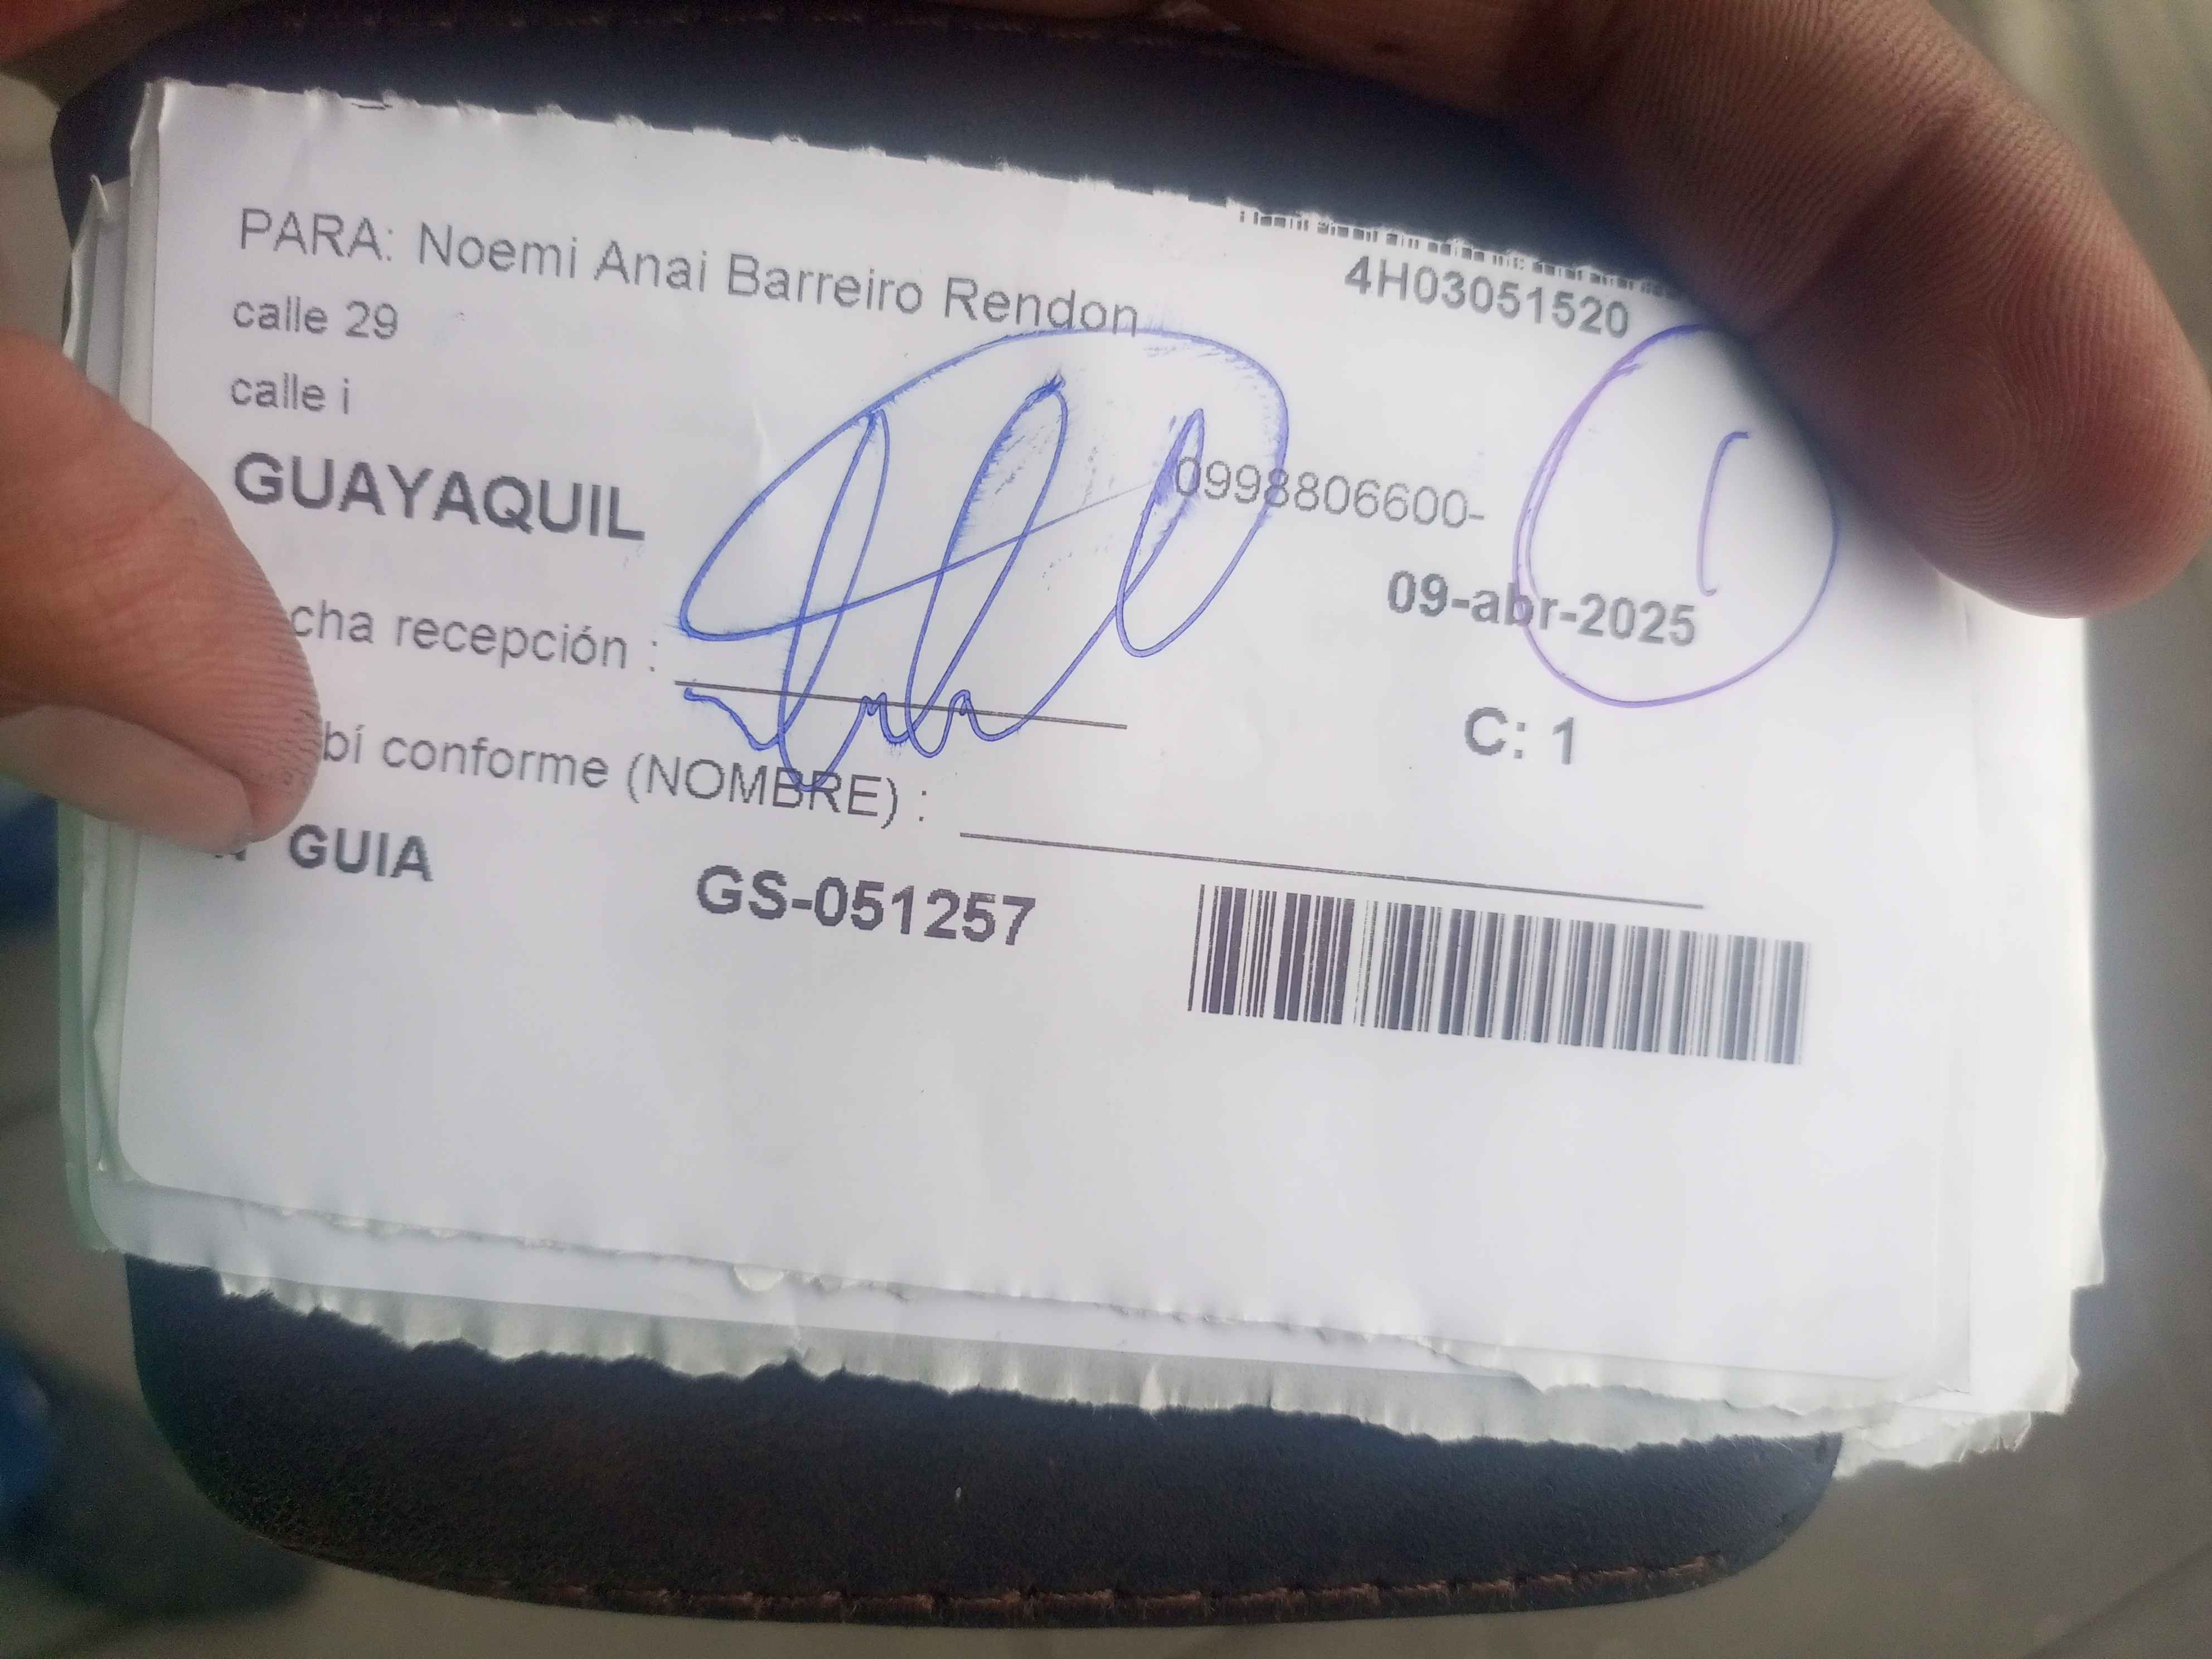 PARA: Noemi Anai Barreiro Rendon
4H03051520
calle 29
calle i
GUAYAQUIL
0998806600-
1
09-abr-2025
cha recepción :
C: 1
bí conforme (NOMBRE) :
GUIA GS-051257